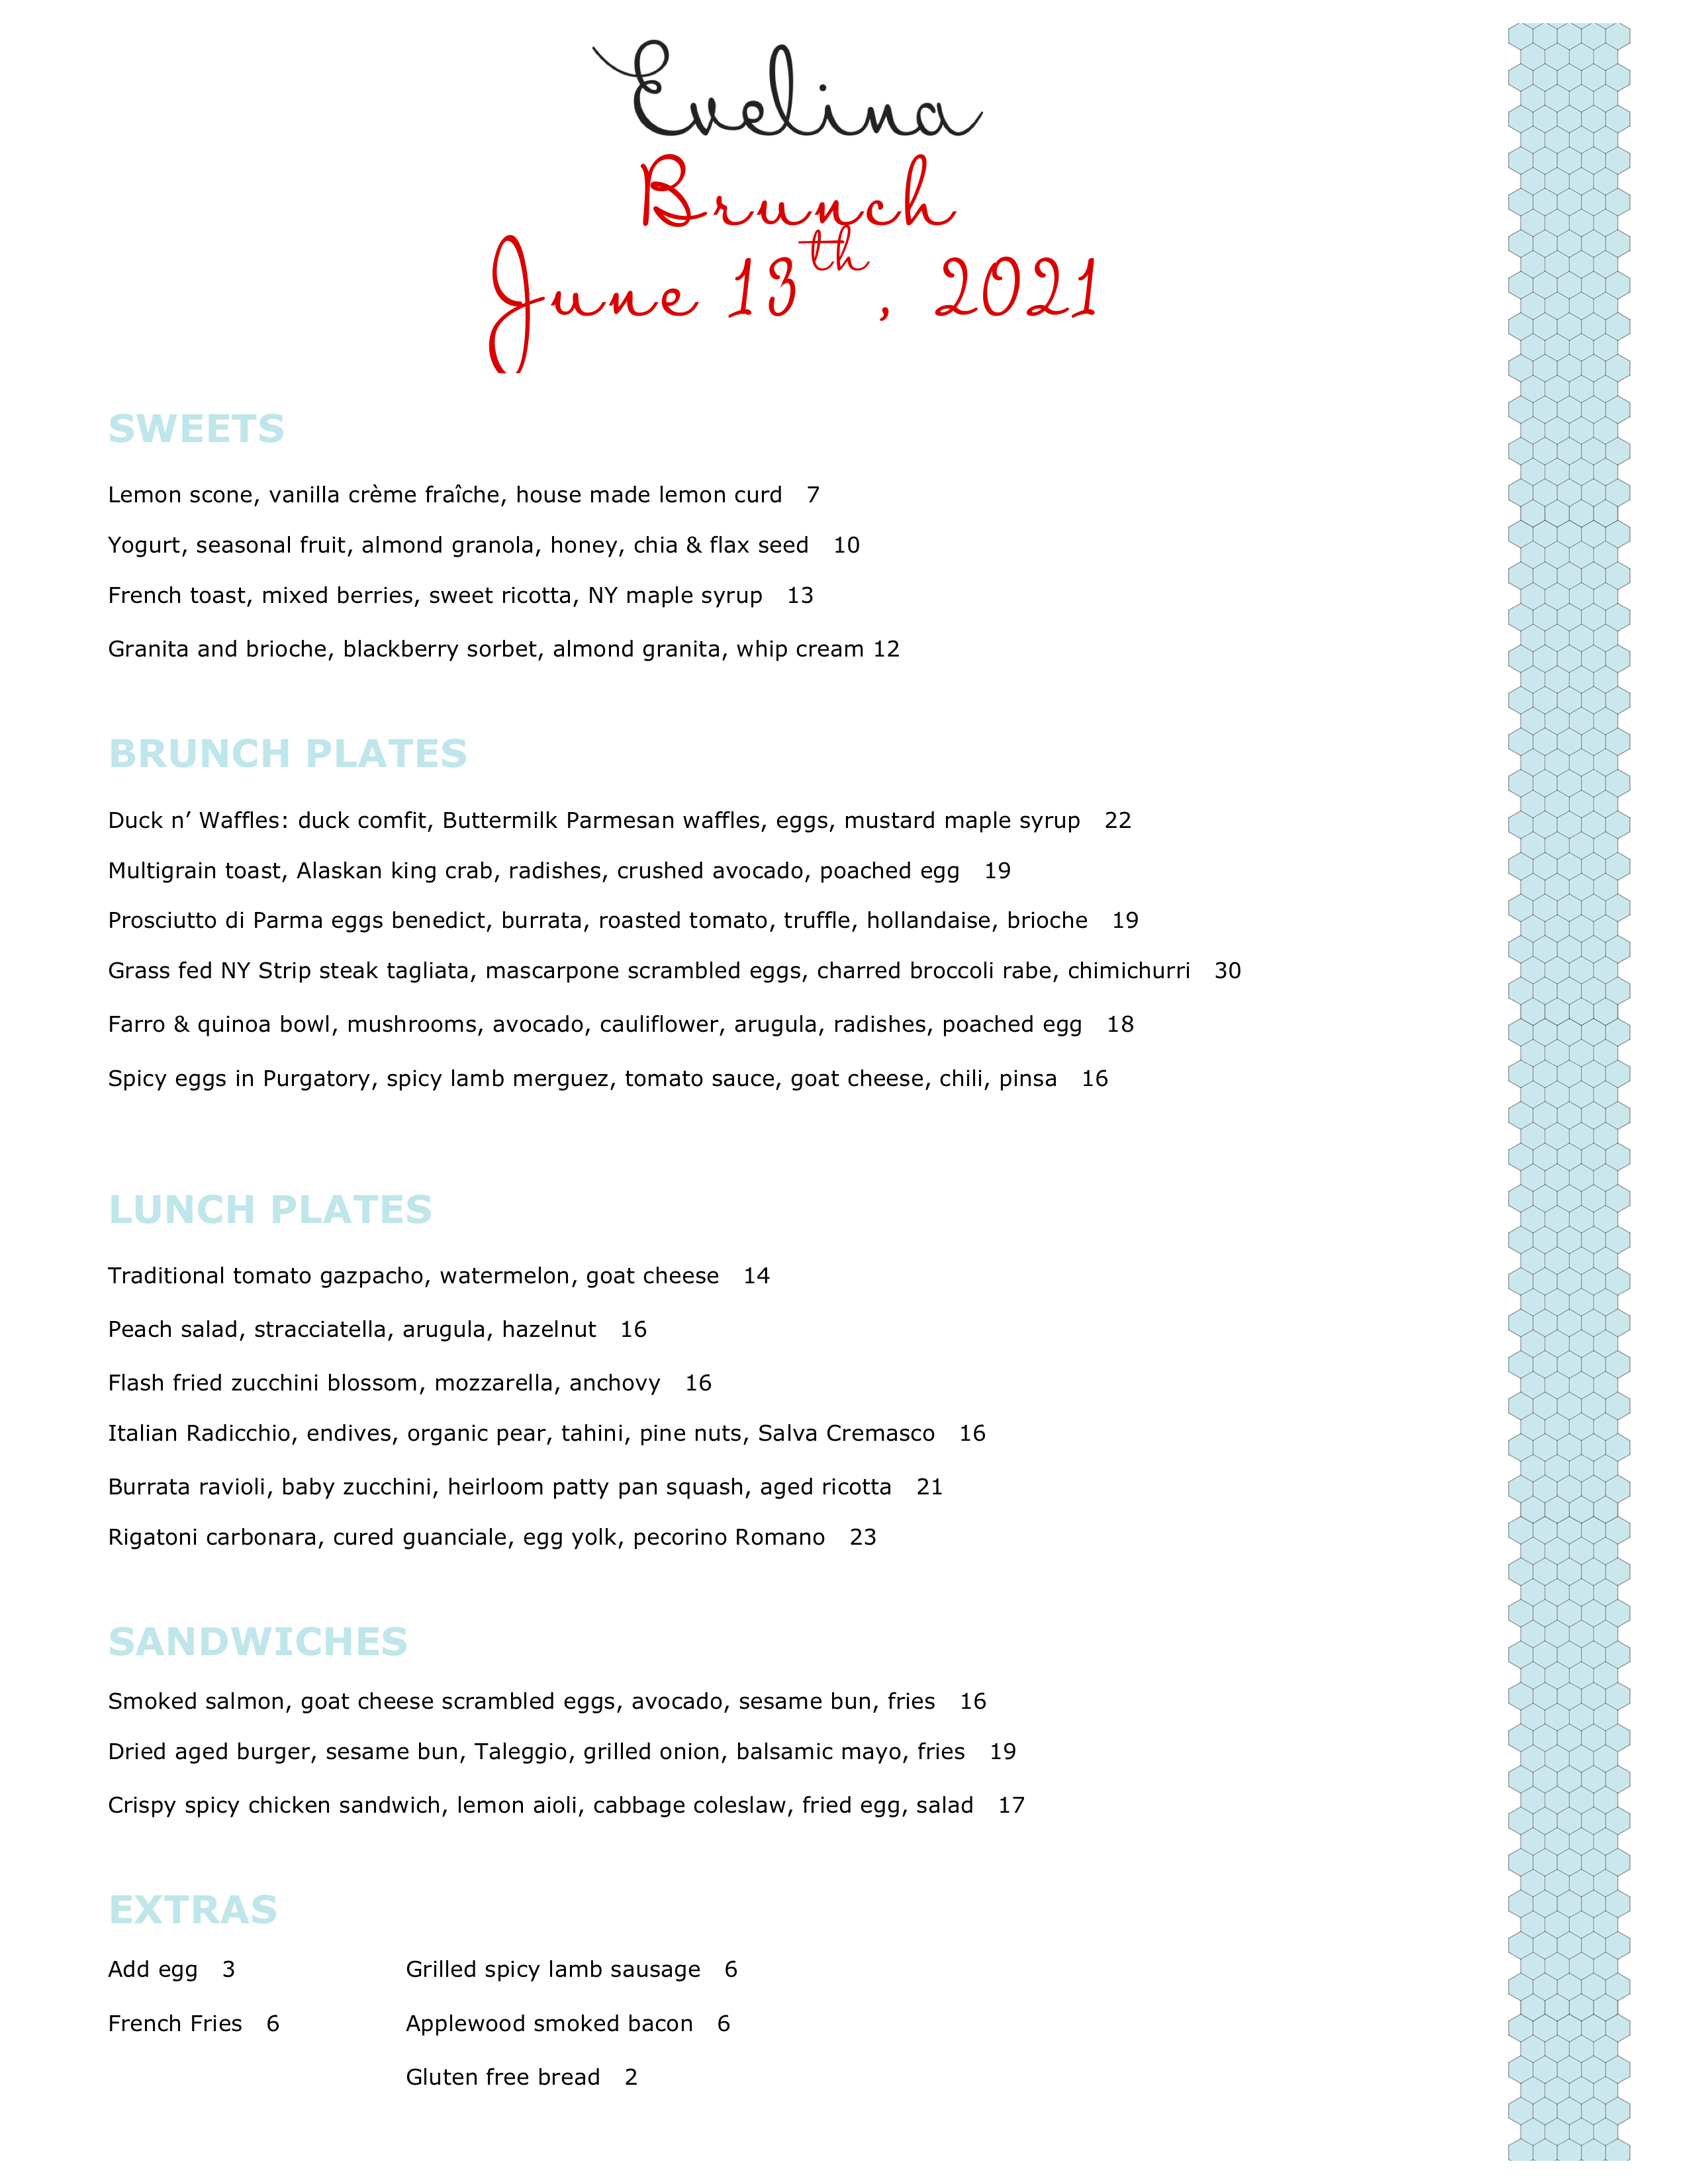 Evelina
Brunch
June 13th, 2021
SWEETS
Lemon scone, vanilla crème fraîche, house made lemon curd 7
Yogurt, seasonal fruit, almond granola, honey, chia & flax seed 10
French toast, mixed berries, sweet ricotta, NY maple syrup 13
Granita and brioche, blackberry sorbet, almond granita, whip cream 12
BRUNCH PLATES
Duck n’ Waffles: duck comfit, Buttermilk Parmesan waffles, eggs, mustard maple syrup 22
Multigrain toast, Alaskan king crab, radishes, crushed avocado, poached egg 19
Prosciutto di Parma eggs benedict, burrata, roasted tomato, truffle, hollandaise, brioche 19
Grass fed NY Strip steak tagliata, mascarpone scrambled eggs, charred broccoli rabe, chimichurri 30
Farro & quinoa bowl, mushrooms, avocado, cauliflower, arugula, radishes, poached egg 18
Spicy eggs in Purgatory, spicy lamb merguez, tomato sauce, goat cheese, chili, pinsa 16
LUNCH PLATES
Traditional tomato gazpacho, watermelon, goat cheese 14
Peach salad, stracciatella, arugula, hazelnut 16
Flash fried zucchini blossom, mozzarella, anchovy 16
Italian Radicchio, endives, organic pear, tahini, pine nuts, Salva Cremasco 16
Burrata ravioli, baby zucchini, heirloom patty pan squash, aged ricotta 21
Rigatoni carbonara, cured guanciale, egg yolk, pecorino Romano 23
SANDWICHES
Smoked salmon, goat cheese scrambled eggs, avocado, sesame bun, fries 16
Dried aged burger, sesame bun, Taleggio, grilled onion, balsamic mayo, fries 19
Crispy spicy chicken sandwich, lemon aioli, cabbage coleslaw, fried egg, salad 17
EXTRAS
Add egg 3 Grilled spicy lamb sausage 6
French Fries 6 Applewood smoked bacon 6
Gluten free bread 2